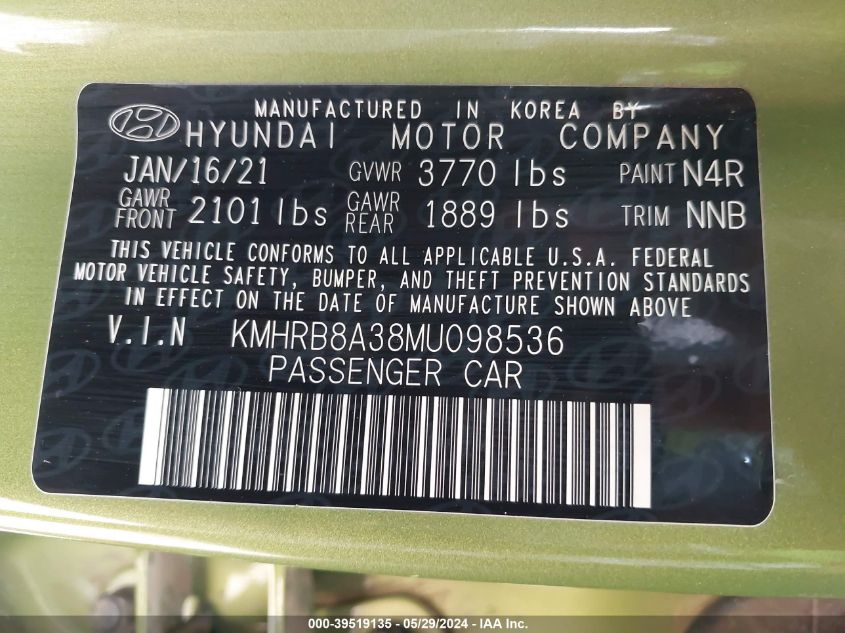 MANUFACTURED IN KOREA BY
HYUNDAI MOTOR COMPANY
JAN/16/21 GVWR 3770 lbs PAINT N4R
GAWR FRONT 2101 lbs GAWR REAR 1889 lbs TRIM NNB
THIS VEHICLE CONFORMS TO ALL APPLICABLE U.S.A. FEDERAL
MOTOR VEHICLE SAFETY, BUMPER, AND THEFT PREVENTION STANDARDS
IN EFFECT ON THE DATE OF MANUFACTURE SHOWN ABOVE.
V.I.N KMHRB8A38MU098536
PASSENGER CAR
000-39519135 - 05/29/2024 - IAA Inc.